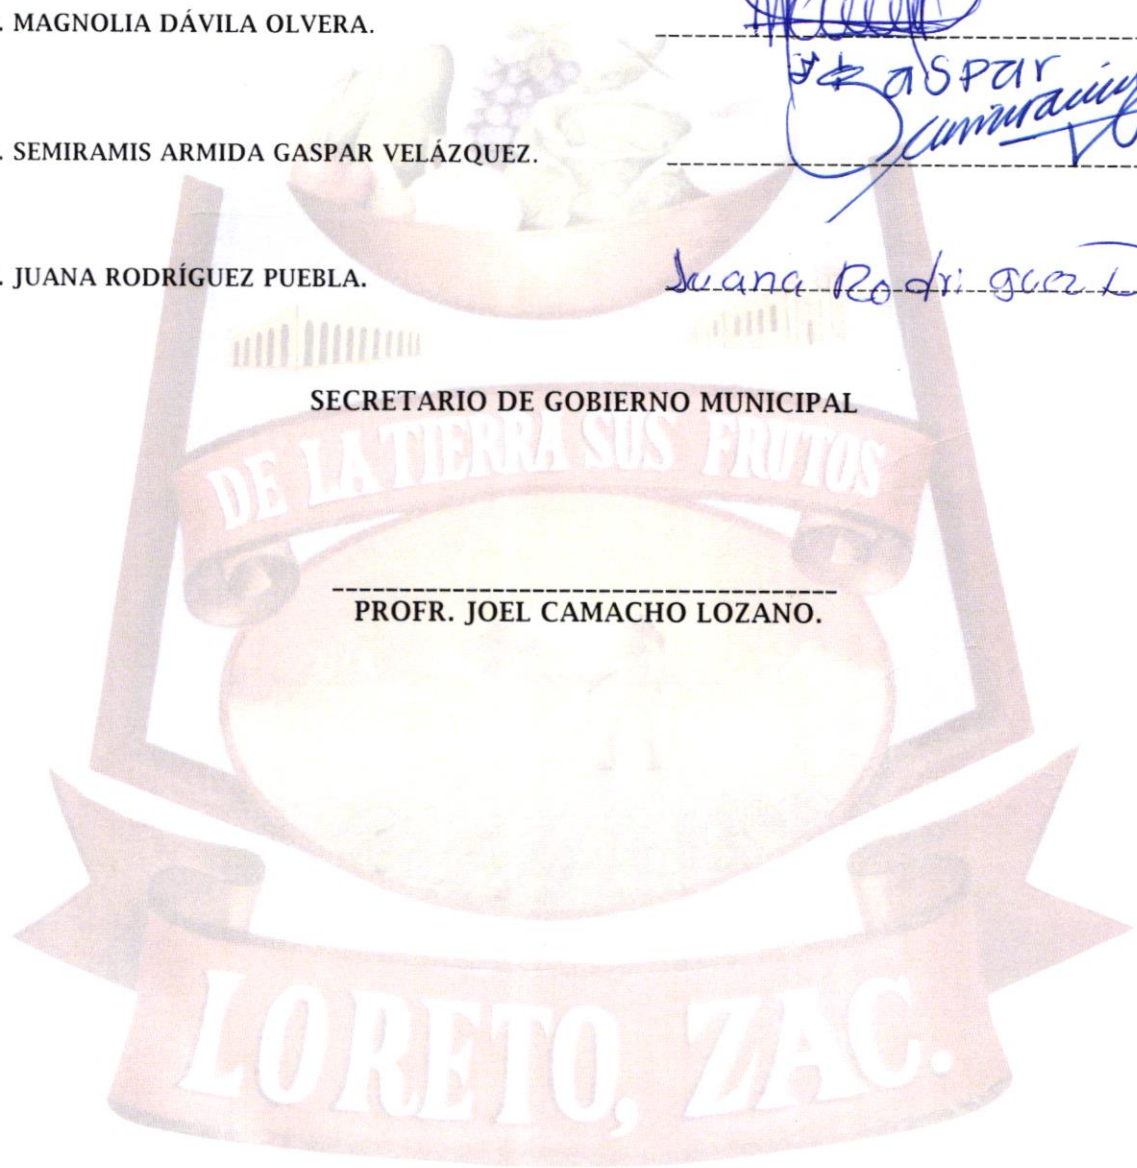 . MAGNOLIA DÁVILA OLVERA.
aspar
. SEMIRAMIS ARMIDA GASPAR VELÁZQUEZ.
. JUANA RODRÍGUEZ PUEBLA. Juana Rodriguez
SECRETARIO DE GOBIERNO MUNICIPAL
DE LA TIERRA SUS FRUTOS
PROFR. JOEL CAMACHO LOZANO.
LORETO, ZAC.